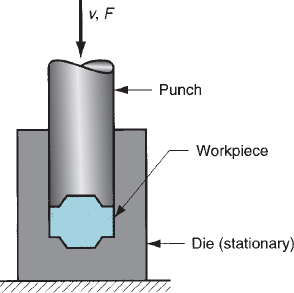 v, F
Punch
Workpiece
Die (stationary)